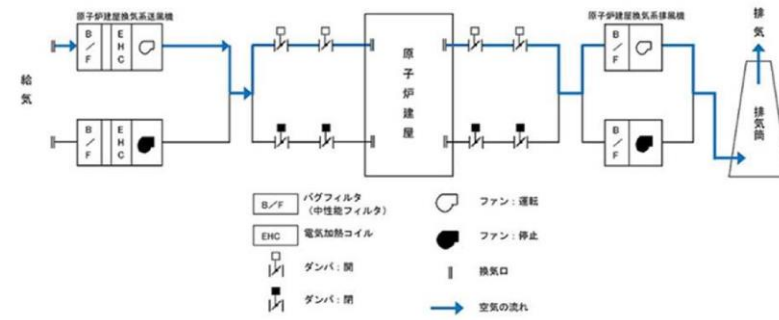 原子炉建屋換気系送風機
原子炉建屋換気系排風機
排気
B/F
EHC
B/F
給気
原子炉建屋
排気筒
B/F
EHC
B/F
B/F
バグフィルタ
(中性能フィルタ)
ファン:運転
EHC
電気加熱コイル
ファン:停止
ダンパ:開
換気口
ダンパ:閉
空気の流れ